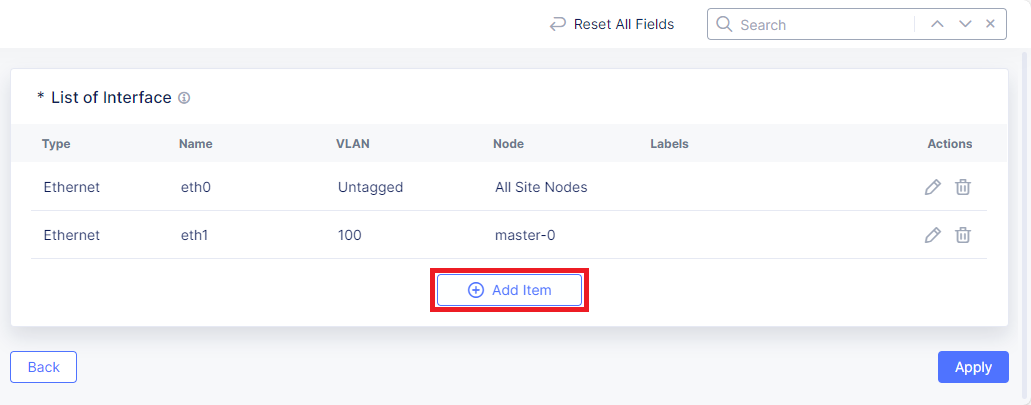 Reset All Fields Search
* List of Interface
Type Name VLAN Node Labels Actions
Ethernet eth0 Untagged All Site Nodes
Ethernet eth1 100 master-0
Add Item
Back Apply